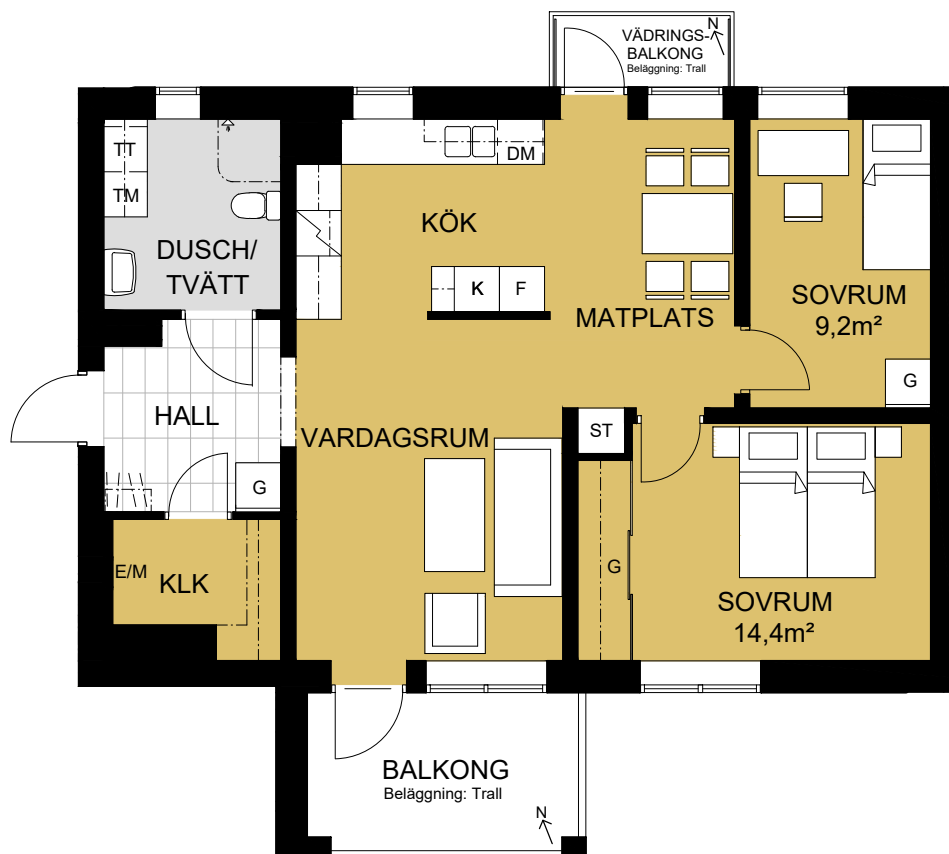 VÄDRINGS-
BALKONG
Beläggning: Trall
N
TT
TM
DUSCH/
TVÄTT
DM
KÖK
K
F
MATPLATS
SOVRUM
9,2m²
G
HALL
G
VARDAGSRUM
ST
G
SOVRUM
14,4m²
E/M
KLK
BALKONG
Beläggning: Trall
N